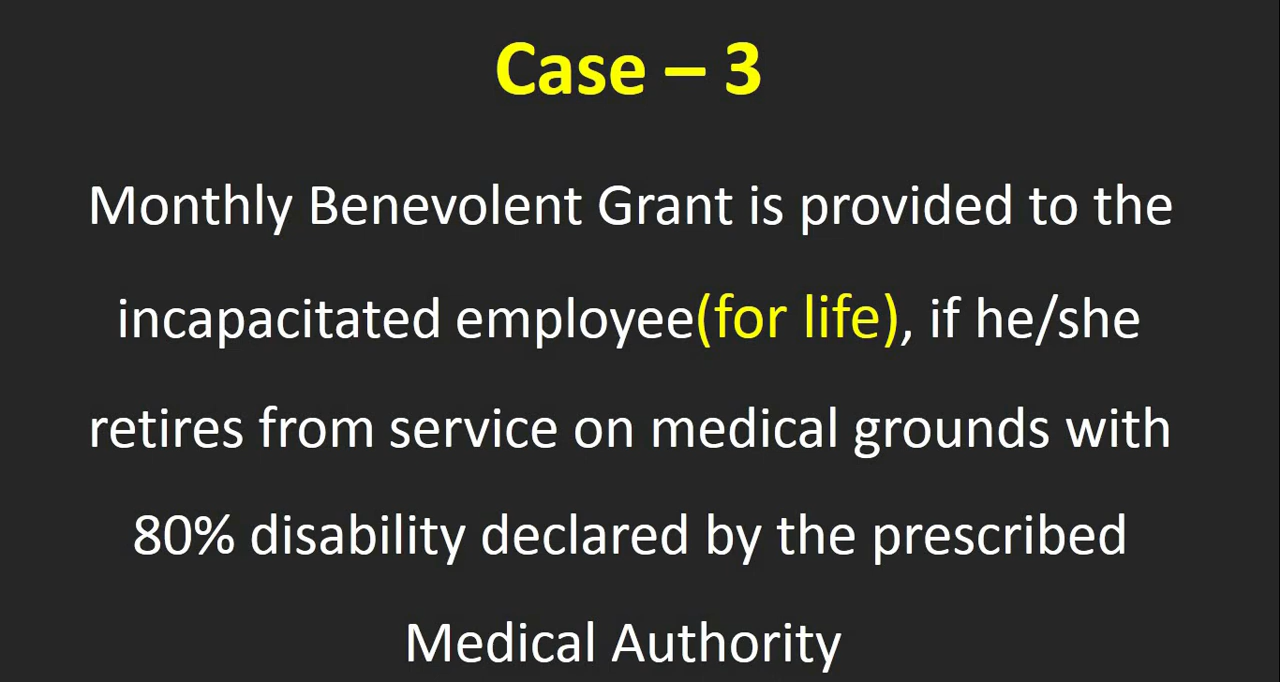 Case – 3
Monthly Benevolent Grant is provided to the
incapacitated employee(for life), if he/she
retires from service on medical grounds with
80% disability declared by the prescribed
Medical Authority